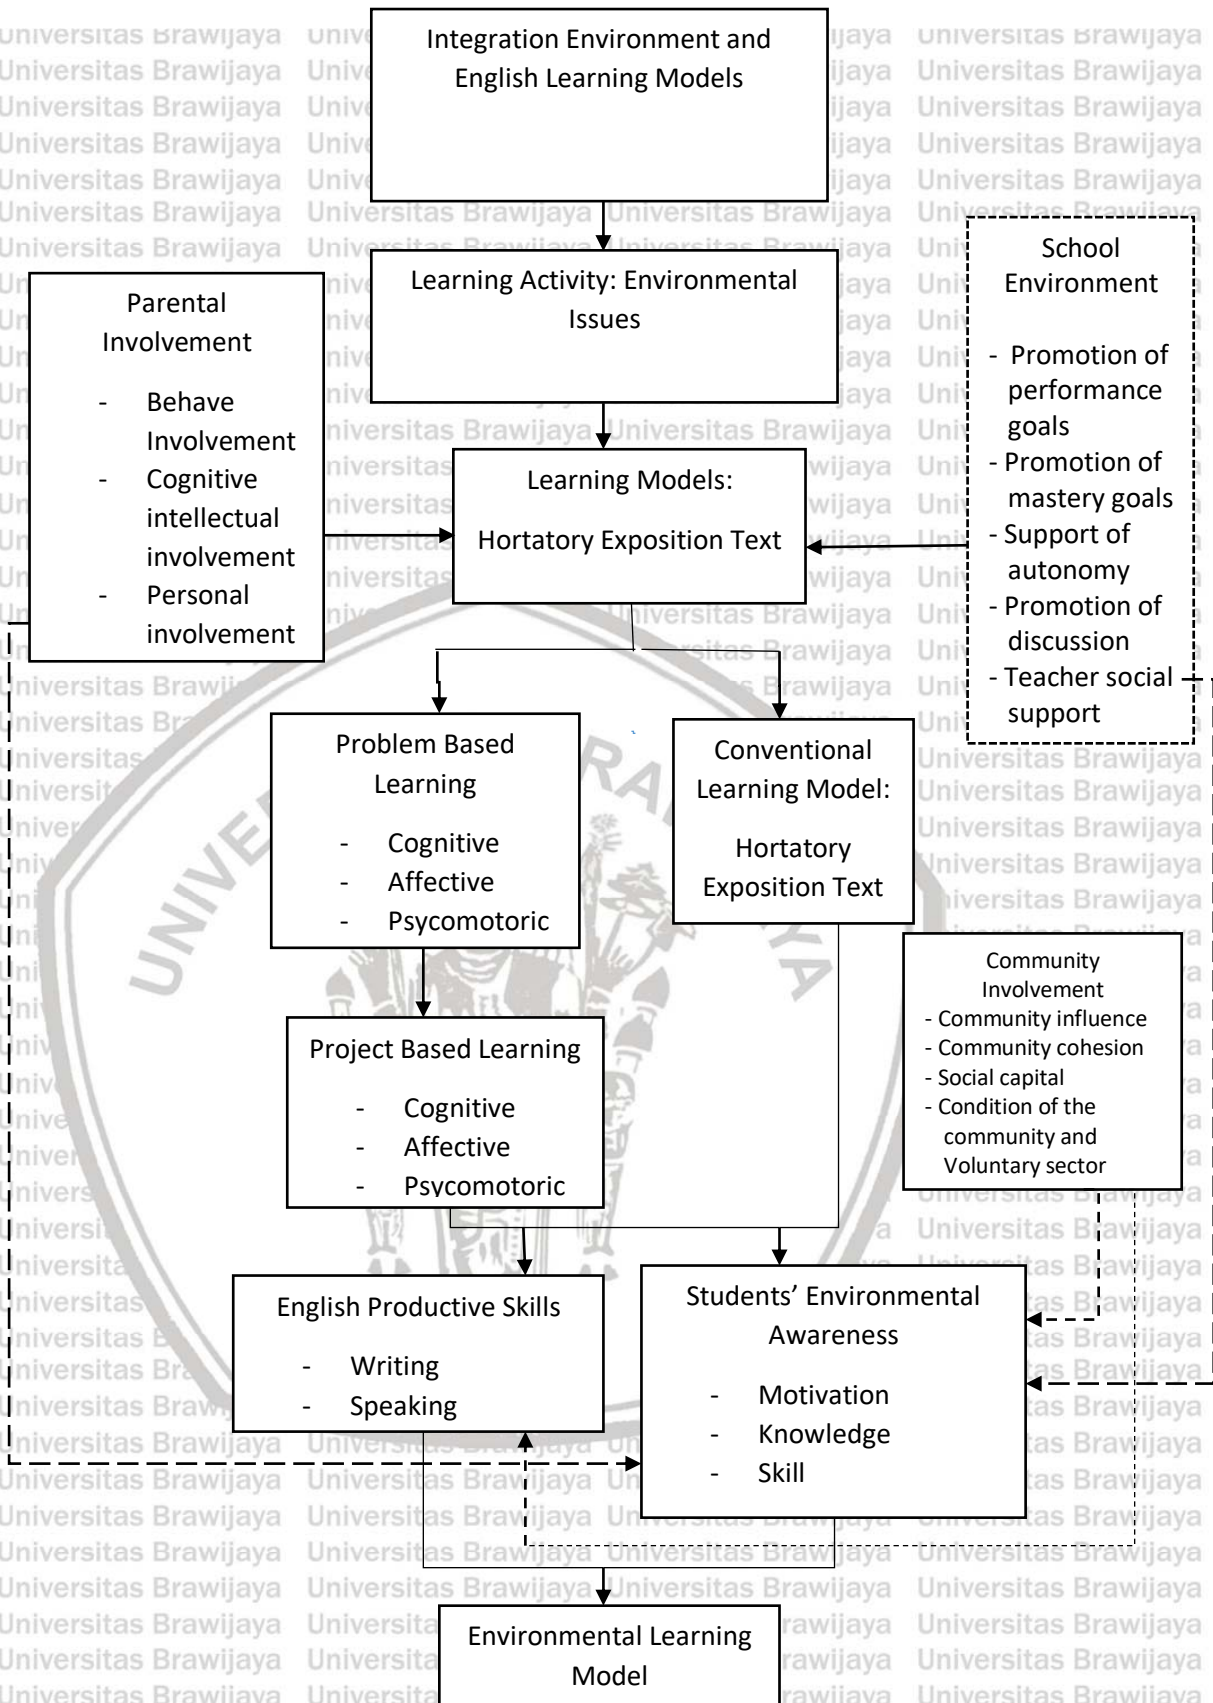 Integration Environment and
English Learning Models
Learning Activity: Environmental
Issues
Parental
Involvement
- Behave
Involvement
- Cognitive
intellectual
involvement
- Personal
involvement
School
Environment
- Promotion of
performance
goals
- Promotion of
mastery goals
- Support of
autonomy
- Promotion of
discussion
- Teacher social
support
Learning Models:
Hortatory Exposition Text
Problem Based
Learning
- Cognitive
- Affective
- Psycomotoric
Conventional
Learning Model:
Hortatory
Exposition Text
Project Based Learning
- Cognitive
- Affective
- Psycomotoric
Community
Involvement
- Community influence
- Community cohesion
- Social capital
- Condition of the
community and
Voluntary sector
English Productive Skills
- Writing
- Speaking
Students’ Environmental
Awareness
- Motivation
- Knowledge
- Skill
Environmental Learning
Model
Universitas Brawijaya